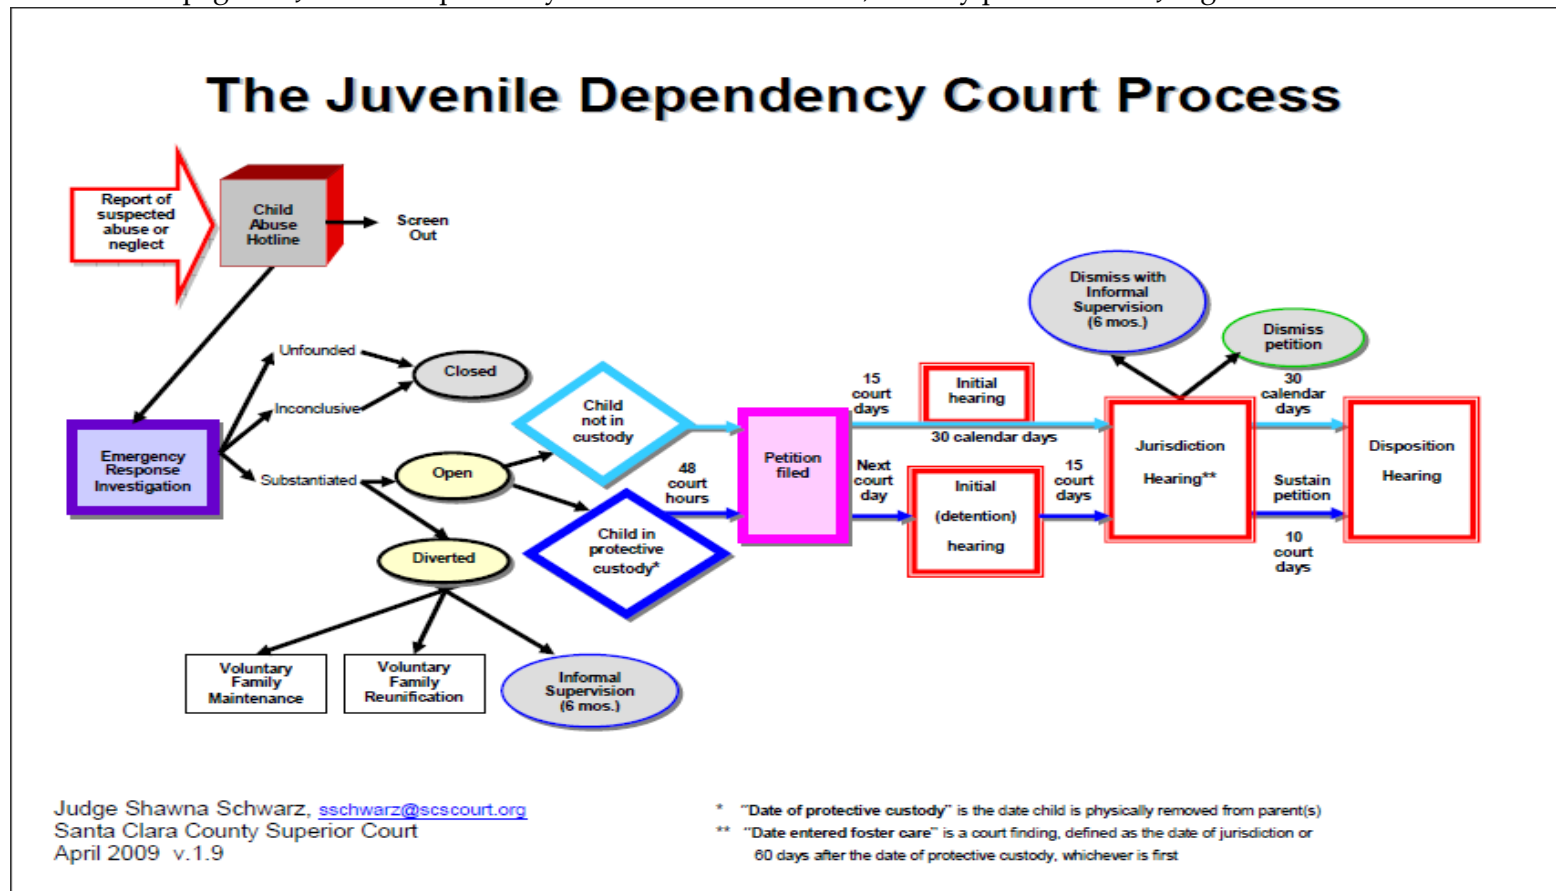 The Juvenile Dependency Court Process
Report of
suspected
abuse or
neglect
Child
Abuse
Hotline
Screen
Out
Emergency
Response
Investigation
Unfounded
Inconclusive
Substantiated
Closed
Open
Diverted
Voluntary
Family
Maintenance
Voluntary
Family
Reunification
Informal
Supervision
(6 mos.)
Child
not in
custody
Child in
protective
custody*
48
court
hours
Petition
filed
15
court
days
Initial
hearing
30 calendar days
Next
court
day
Initial
(detention)
hearing
15
court
days
Dismiss with
Informal
Supervision
(6 mos.)
Dismiss
petition
Jurisdiction
Hearing**
30
calendar
days
Sustain
petition
10
court
days
Disposition
Hearing
Judge Shawna Schwarz, sschwarz@scscourt.org
Santa Clara County Superior Court
April 2009 v.1.9
* "Date of protective custody" is the date child is physically removed from parent(s)
** "Date entered foster care" is a court finding, defined as the date of jurisdiction or
60 days after the date of protective custody, whichever is first